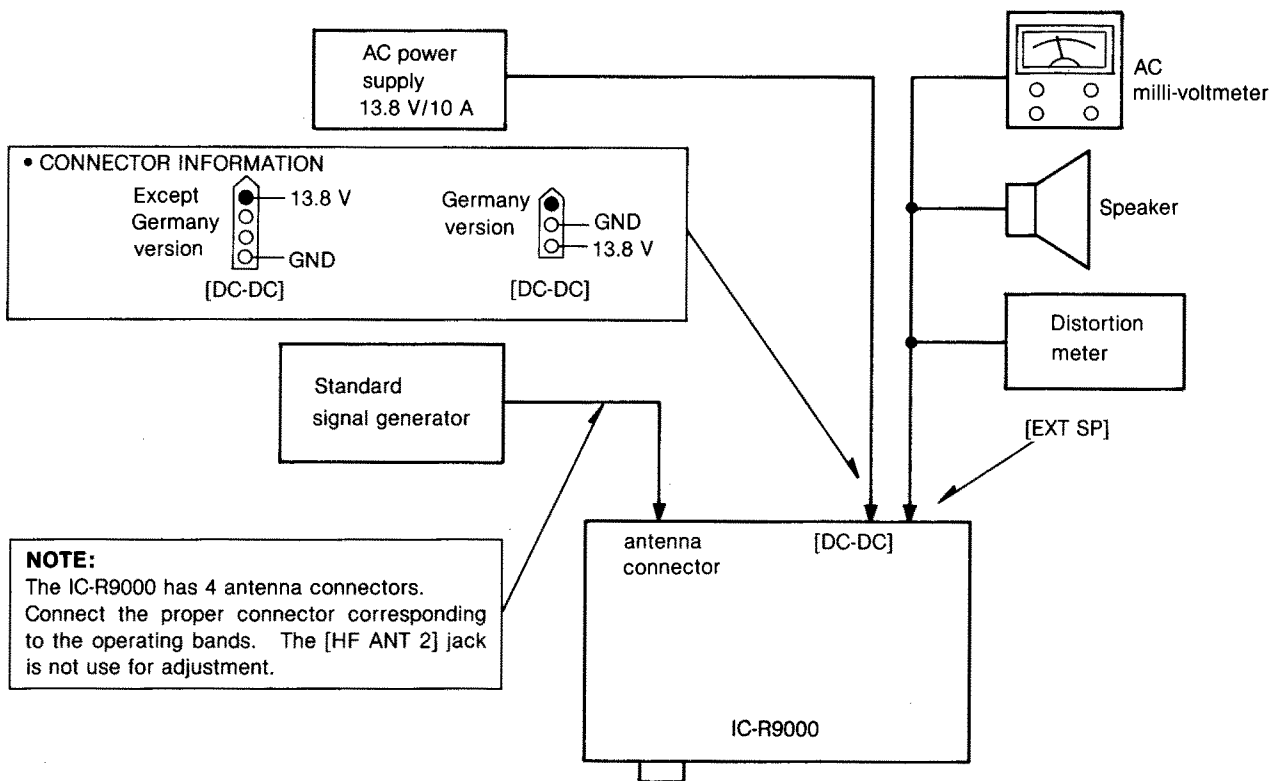 AC power
supply
13.8 V/10 A
AC
milli-voltmeter
• CONNECTOR INFORMATION
Except
Germany
version
13.8 V
GND
[DC-DC]
Germany
version
GND
13.8 V
[DC-DC]
Speaker
Distortion
meter
Standard
signal generator
[EXT SP]
NOTE:
The IC-R9000 has 4 antenna connectors.
Connect the proper connector corresponding
to the operating bands. The [HF ANT 2] jack
is not use for adjustment.
antenna
connector
[DC-DC]
IC-R9000